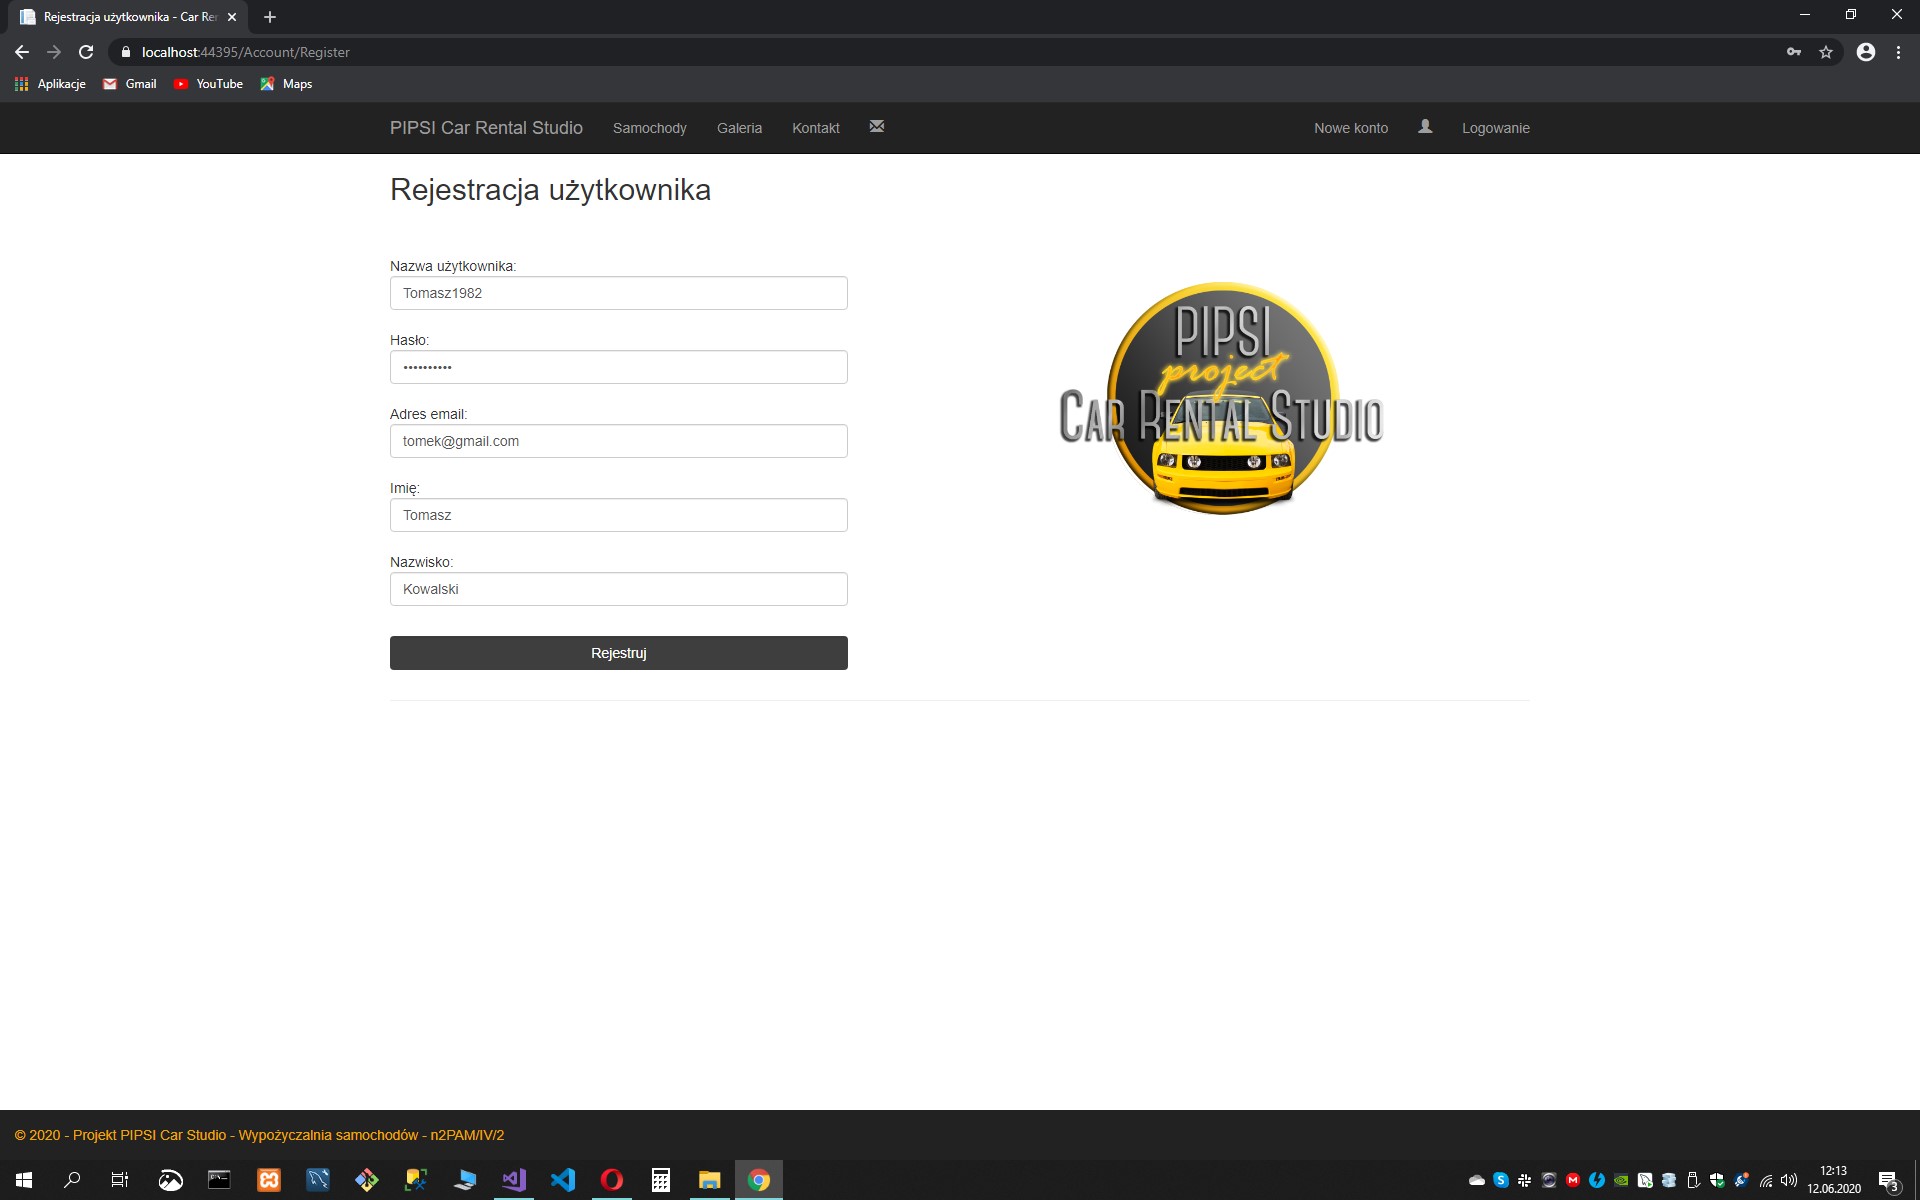 Rejestracja użytkownika - Car Ren
localhost:44395/Account/Register
Aplikacje Gmail YouTube Maps
PIPSI Car Rental Studio Samochody Galeria Kontakt Nowe konto Logowanie
Rejestracja użytkownika
Nazwa użytkownika:
Tomasz1982
Hasło:
••••••••••
Adres email:
tomek@gmail.com
Imię:
Tomasz
Nazwisko:
Kowalski
Rejestruj
PIPSI
project
CAR RENTAL STUDIO
© 2020 - Projekt PIPSI Car Studio - Wypożyczalnia samochodów - n2PAM/IV/2
12:13
12.06.2020
3